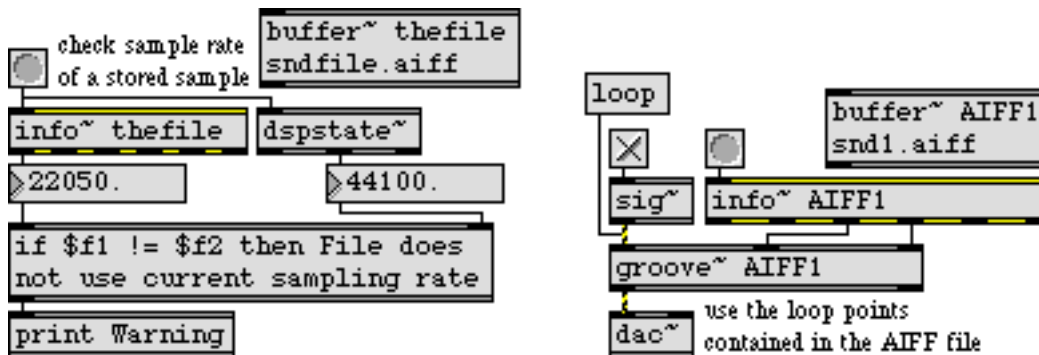 check sample rate
of a stored sample
buffer~ thefile
sndfile.aiff
info~ thefile
dspstate~
22050.
44100.
if $f1 != $f2 then File does
not use current sampling rate
print Warning
loop
buffer~ AIFF1
snd1.aiff
sig~
info~ AIFF1
groove~ AIFF1
dac~
use the loop points
contained in the AIFF file